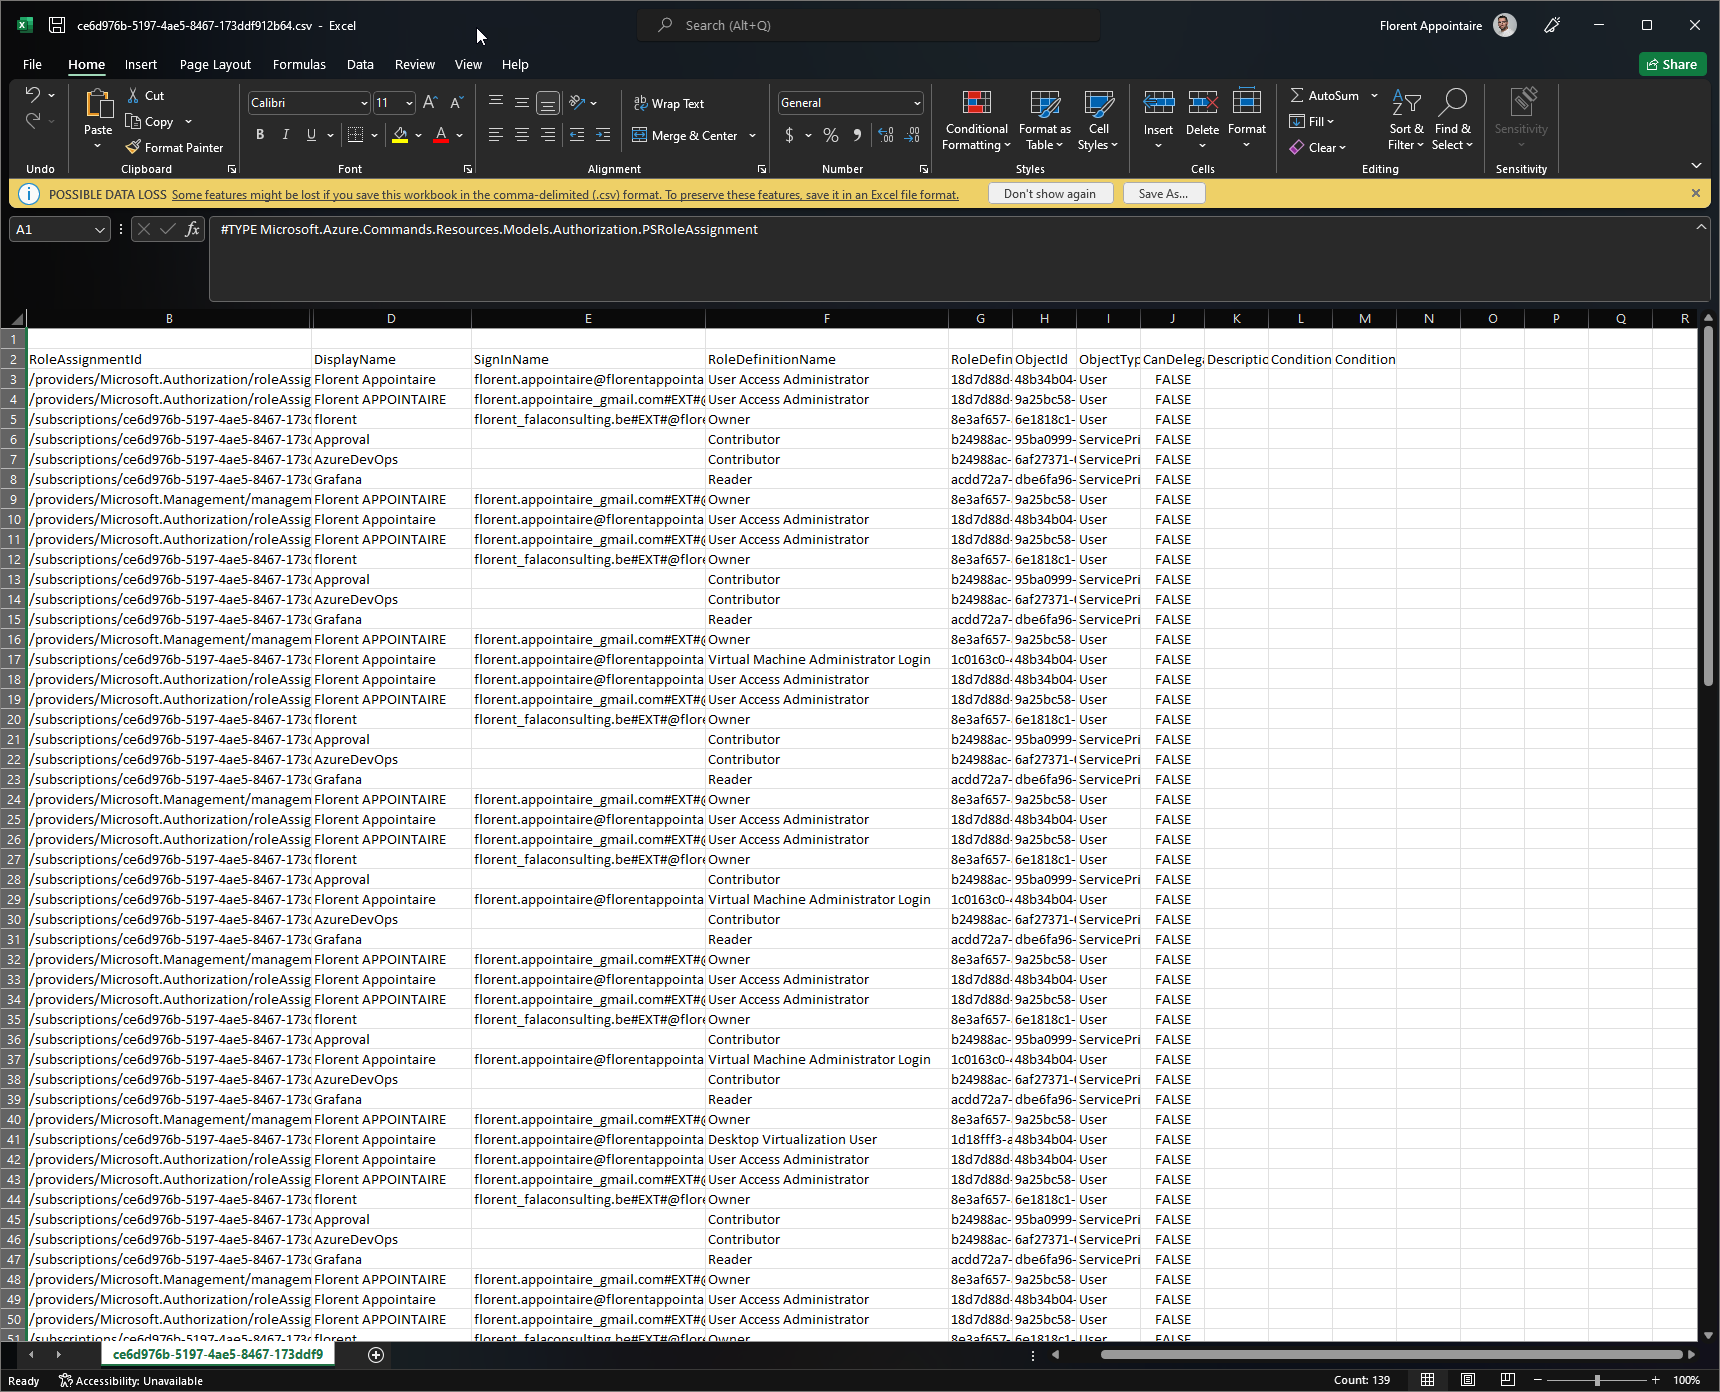 ce6d976b-5197-4ae5-8467-173ddf912b64.csv - Excel
Search (Alt+Q)
Florent Appointaire
File Home Insert Page Layout Formulas Data Review View Help
Share
Paste
Cut
Copy
Format Painter
Calibri 11
B I U
Wrap Text
Merge & Center
General
$ % 9
Conditional Formatting
Format as Table
Cell Styles
Insert Delete Format
AutoSum
Fill
Clear
Sort & Filter
Find & Select
Sensitivity
Undo Clipboard Font Alignment Number Styles Cells Editing Sensitivity
POSSIBLE DATA LOSS Some features might be lost if you save this workbook in the comma-delimited (.csv) format. To preserve these features, save it in an Excel file format. Don't show again Save As...
A1 fx #TYPE Microsoft.Azure.Commands.Resources.Models.Authorization.PSRoleAssignment
B D E F G H I J K L M N O P Q R
1
2 RoleAssignmentId DisplayName SignInName RoleDefinitionName RoleDefin ObjectId ObjectTyp CanDelega Descriptic Condition Condition
3 /providers/Microsoft.Authorization/roleAssig Florent Appointaire florent.appointaire@florentappointa User Access Administrator 18d7d88d- 48b34b04- User FALSE
4 /providers/Microsoft.Authorization/roleAssig Florent APPOINTAIRE florent.appointaire_gmail.com#EXT#@ User Access Administrator 18d7d88d- 9a25bc58- User FALSE
5 /subscriptions/ce6d976b-5197-4ae5-8467-173d florent florent_falaconsulting.be#EXT#@flore Owner 8e3af657- 6e1818c1- User FALSE
6 /subscriptions/ce6d976b-5197-4ae5-8467-173d Approval Contributor b24988ac- 95ba0999- ServicePri FALSE
7 /subscriptions/ce6d976b-5197-4ae5-8467-173d AzureDevOps Contributor b24988ac- 6af27371- ServicePri FALSE
8 /subscriptions/ce6d976b-5197-4ae5-8467-173d Grafana Reader acdd72a7- dbe6fa96- ServicePri FALSE
9 /providers/Microsoft.Management/managem Florent APPOINTAIRE florent.appointaire_gmail.com#EXT#@ Owner 8e3af657- 9a25bc58- User FALSE
10 /providers/Microsoft.Authorization/roleAssig Florent Appointaire florent.appointaire@florentappointa User Access Administrator 18d7d88d- 48b34b04- User FALSE
11 /providers/Microsoft.Authorization/roleAssig Florent APPOINTAIRE florent.appointaire_gmail.com#EXT#@ User Access Administrator 18d7d88d- 9a25bc58- User FALSE
12 /subscriptions/ce6d976b-5197-4ae5-8467-173d florent florent_falaconsulting.be#EXT#@flore Owner 8e3af657- 6e1818c1- User FALSE
13 /subscriptions/ce6d976b-5197-4ae5-8467-173d Approval Contributor b24988ac- 95ba0999- ServicePri FALSE
14 /subscriptions/ce6d976b-5197-4ae5-8467-173d AzureDevOps Contributor b24988ac- 6af27371- ServicePri FALSE
15 /subscriptions/ce6d976b-5197-4ae5-8467-173d Grafana Reader acdd72a7- dbe6fa96- ServicePri FALSE
16 /providers/Microsoft.Management/managem Florent APPOINTAIRE florent.appointaire_gmail.com#EXT#@ Owner 8e3af657- 9a25bc58- User FALSE
17 /subscriptions/ce6d976b-5197-4ae5-8467-173d Florent Appointaire florent.appointaire@florentappointa Virtual Machine Administrator Login 1c0163c0- 48b34b04- User FALSE
18 /providers/Microsoft.Authorization/roleAssig Florent Appointaire florent.appointaire@florentappointa User Access Administrator 18d7d88d- 48b34b04- User FALSE
19 /providers/Microsoft.Authorization/roleAssig Florent APPOINTAIRE florent.appointaire_gmail.com#EXT#@ User Access Administrator 18d7d88d- 9a25bc58- User FALSE
20 /subscriptions/ce6d976b-5197-4ae5-8467-173d florent florent_falaconsulting.be#EXT#@flore Owner 8e3af657- 6e1818c1- User FALSE
21 /subscriptions/ce6d976b-5197-4ae5-8467-173d Approval Contributor b24988ac- 95ba0999- ServicePri FALSE
22 /subscriptions/ce6d976b-5197-4ae5-8467-173d AzureDevOps Contributor b24988ac- 6af27371- ServicePri FALSE
23 /subscriptions/ce6d976b-5197-4ae5-8467-173d Grafana Reader acdd72a7- dbe6fa96- ServicePri FALSE
24 /providers/Microsoft.Management/managem Florent APPOINTAIRE florent.appointaire_gmail.com#EXT#@ Owner 8e3af657- 9a25bc58- User FALSE
25 /providers/Microsoft.Authorization/roleAssig Florent Appointaire florent.appointaire@florentappointa User Access Administrator 18d7d88d- 48b34b04- User FALSE
26 /providers/Microsoft.Authorization/roleAssig Florent APPOINTAIRE florent.appointaire_gmail.com#EXT#@ User Access Administrator 18d7d88d- 9a25bc58- User FALSE
27 /subscriptions/ce6d976b-5197-4ae5-8467-173d florent florent_falaconsulting.be#EXT#@flore Owner 8e3af657- 6e1818c1- User FALSE
28 /subscriptions/ce6d976b-5197-4ae5-8467-173d Approval Contributor b24988ac- 95ba0999- ServicePri FALSE
29 /subscriptions/ce6d976b-5197-4ae5-8467-173d Florent Appointaire florent.appointaire@florentappointa Virtual Machine Administrator Login 1c0163c0- 48b34b04- User FALSE
30 /subscriptions/ce6d976b-5197-4ae5-8467-173d AzureDevOps Contributor b24988ac- 6af27371- ServicePri FALSE
31 /subscriptions/ce6d976b-5197-4ae5-8467-173d Grafana Reader acdd72a7- dbe6fa96- ServicePri FALSE
32 /providers/Microsoft.Management/managem Florent APPOINTAIRE florent.appointaire_gmail.com#EXT#@ Owner 8e3af657- 9a25bc58- User FALSE
33 /providers/Microsoft.Authorization/roleAssig Florent Appointaire florent.appointaire@florentappointa User Access Administrator 18d7d88d- 48b34b04- User FALSE
34 /providers/Microsoft.Authorization/roleAssig Florent APPOINTAIRE florent.appointaire_gmail.com#EXT#@ User Access Administrator 18d7d88d- 9a25bc58- User FALSE
35 /subscriptions/ce6d976b-5197-4ae5-8467-173d florent florent_falaconsulting.be#EXT#@flore Owner 8e3af657- 6e1818c1- User FALSE
36 /subscriptions/ce6d976b-5197-4ae5-8467-173d Approval Contributor b24988ac- 95ba0999- ServicePri FALSE
37 /subscriptions/ce6d976b-5197-4ae5-8467-173d Florent Appointaire florent.appointaire@florentappointa Virtual Machine Administrator Login 1c0163c0- 48b34b04- User FALSE
38 /subscriptions/ce6d976b-5197-4ae5-8467-173d AzureDevOps Contributor b24988ac- 6af27371- ServicePri FALSE
39 /subscriptions/ce6d976b-5197-4ae5-8467-173d Grafana Reader acdd72a7- dbe6fa96- ServicePri FALSE
40 /providers/Microsoft.Management/managem Florent APPOINTAIRE florent.appointaire_gmail.com#EXT#@ Owner 8e3af657- 9a25bc58- User FALSE
41 /subscriptions/ce6d976b-5197-4ae5-8467-173d Florent Appointaire florent.appointaire@florentappointa Desktop Virtualization User 1d18fff3-a 48b34b04- User FALSE
42 /providers/Microsoft.Authorization/roleAssig Florent Appointaire florent.appointaire@florentappointa User Access Administrator 18d7d88d- 48b34b04- User FALSE
43 /providers/Microsoft.Authorization/roleAssig Florent APPOINTAIRE florent.appointaire_gmail.com#EXT#@ User Access Administrator 18d7d88d- 9a25bc58- User FALSE
44 /subscriptions/ce6d976b-5197-4ae5-8467-173d florent florent_falaconsulting.be#EXT#@flore Owner 8e3af657- 6e1818c1- User FALSE
45 /subscriptions/ce6d976b-5197-4ae5-8467-173d Approval Contributor b24988ac- 95ba0999- ServicePri FALSE
46 /subscriptions/ce6d976b-5197-4ae5-8467-173d AzureDevOps Contributor b24988ac- 6af27371- ServicePri FALSE
47 /subscriptions/ce6d976b-5197-4ae5-8467-173d Grafana Reader acdd72a7- dbe6fa96- ServicePri FALSE
48 /providers/Microsoft.Management/managem Florent APPOINTAIRE florent.appointaire_gmail.com#EXT#@ Owner 8e3af657- 9a25bc58- User FALSE
49 /providers/Microsoft.Authorization/roleAssig Florent Appointaire florent.appointaire@florentappointa User Access Administrator 18d7d88d- 48b34b04- User FALSE
50 /providers/Microsoft.Authorization/roleAssig Florent APPOINTAIRE florent.appointaire_gmail.com#EXT#@ User Access Administrator 18d7d88d- 9a25bc58- User FALSE
51 /subscriptions/ce6d976b-5197-4ae5-8467-173d florent florent_falaconsulting.be#EXT#@flore Owner 8e3af657- 6e1818c1- User FALSE
ce6d976b-5197-4ae5-8467-173ddf9
Ready Accessibility: Unavailable Count: 139 100%